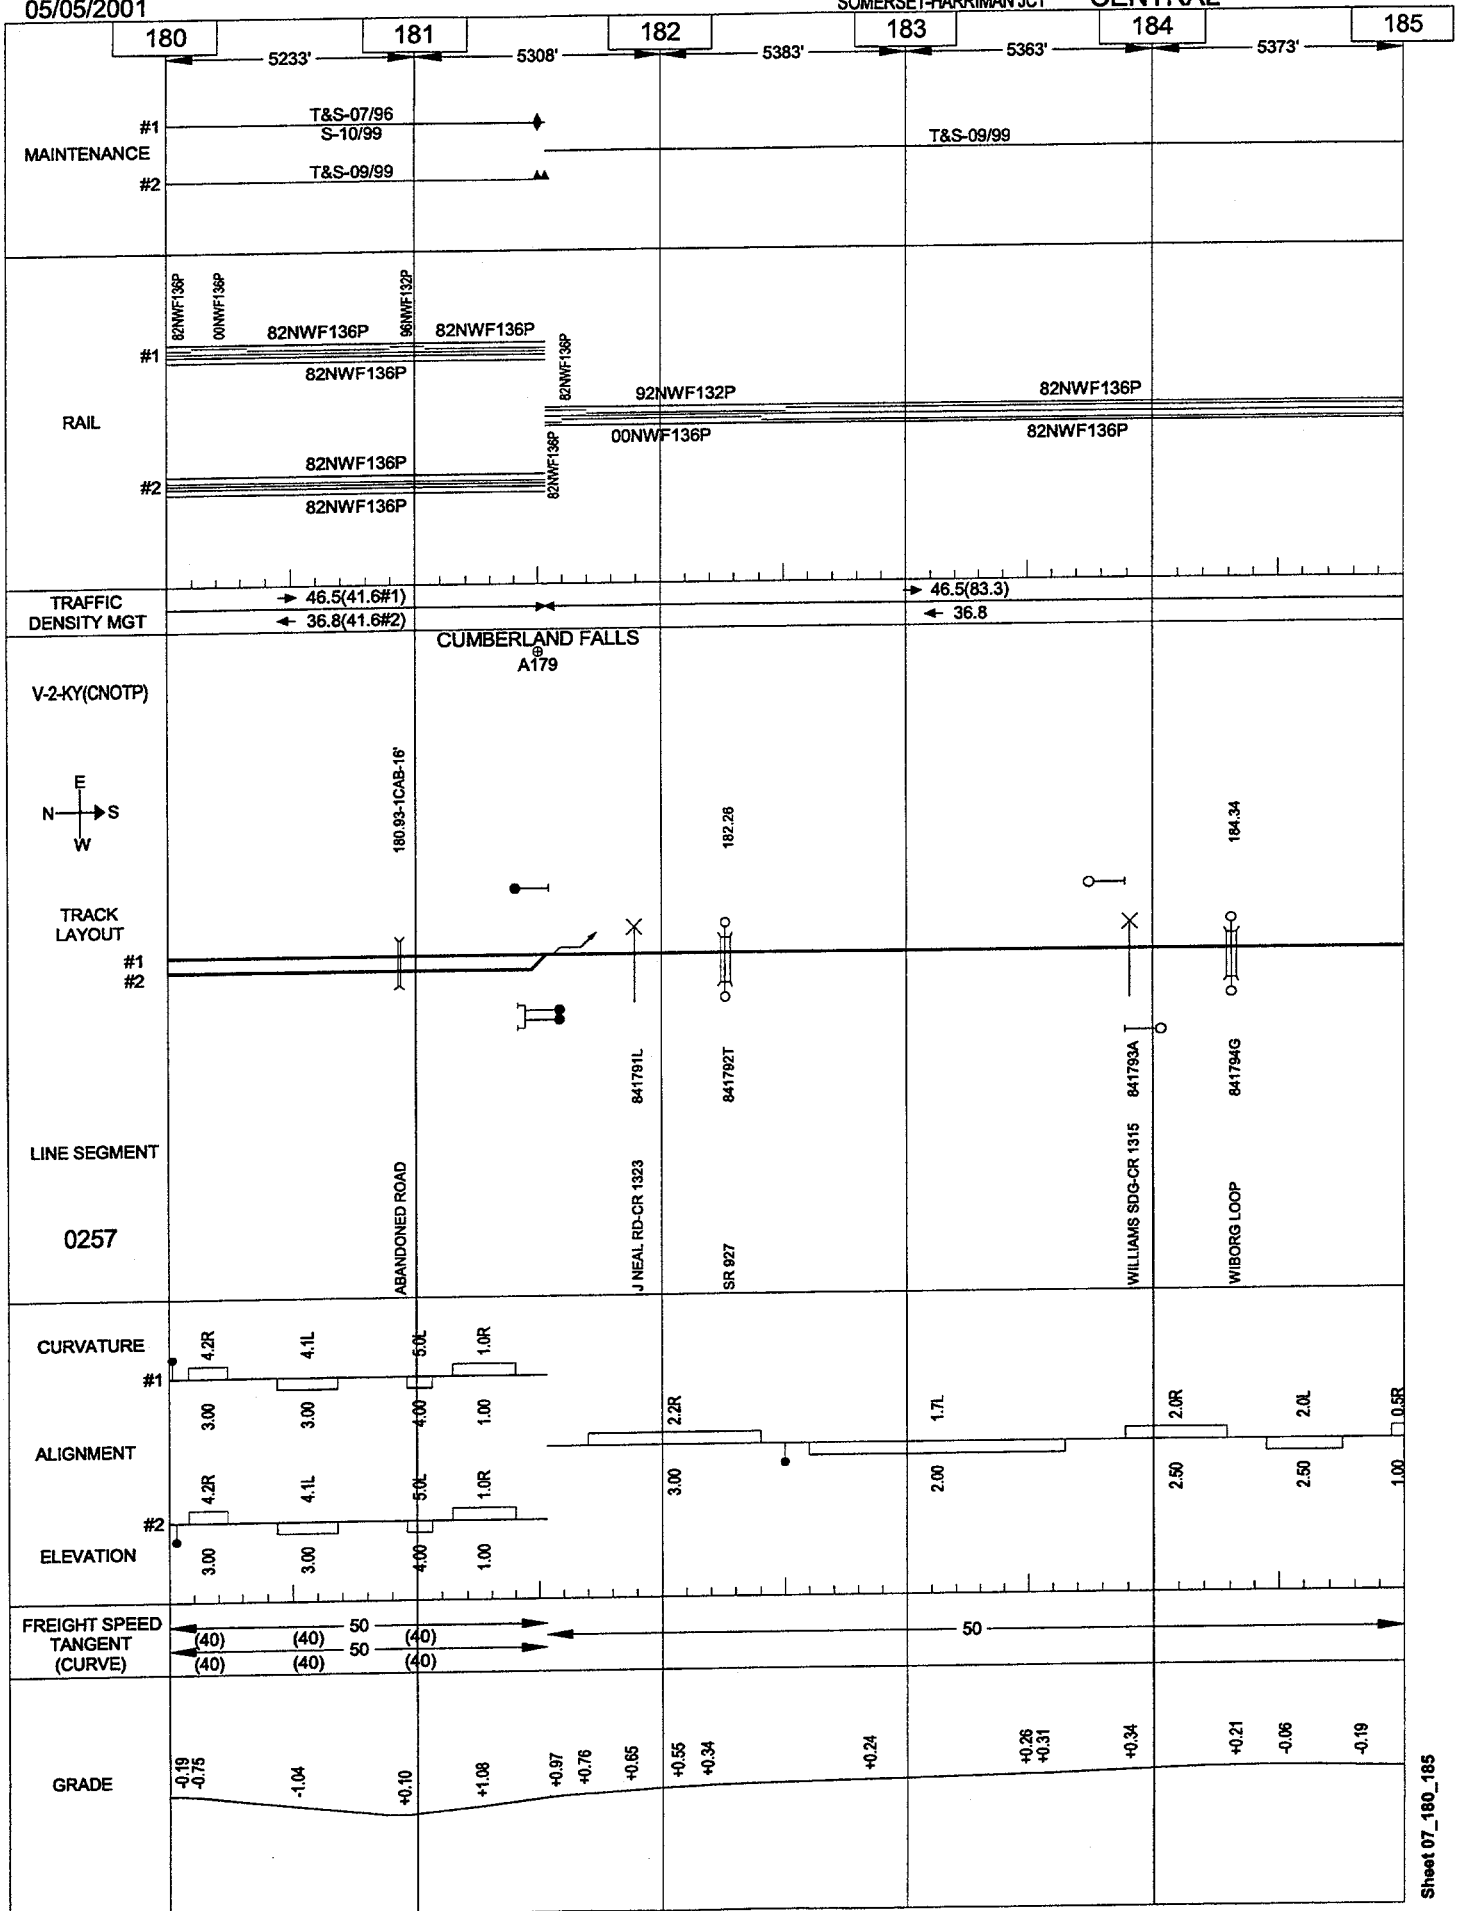 05/05/2001
SOMERSET-HARRIMAN JCT CENTRAL
180 181 182 183 184 185
5233' 5308' 5383' 5363' 5373'
MAINTENANCE
#1 T&S-07/96
S-10/99
T&S-09/99
#2 T&S-09/99
RAIL
82NWF136P 00NWF136P 96NWF132P
#1 82NWF136P 82NWF136P
82NWF136P
82NWF136P
92NWF132P 82NWF136P
00NWF136P 82NWF136P
82NWF136P
#2 82NWF136P
82NWF136P
TRAFFIC
DENSITY MGT
46.5(41.6#1) 46.5(83.3)
36.8(41.6#2) 36.8
CUMBERLAND FALLS
A179
V-2-KY(CNOTP)
E
N S
W
180.93-1CAB-16' 182.26 184.34
TRACK
LAYOUT
#1
#2
841791L 841792T 841793A 841794G
LINE SEGMENT
0257
ABANDONED ROAD
J NEAL RD-CR 1323
SR 927
WILLIAMS SDG-CR 1315
WIBORG LOOP
CURVATURE
#1 4.2R 4.1L 5.0L 1.0R
3.00 3.00 4.00 1.00
2.2R 1.7L 2.0R 2.0L 0.5R
ALIGNMENT
3.00 2.00 2.50 2.50 1.00
#2 4.2R 4.1L 5.0L 1.0R
ELEVATION
3.00 3.00 4.00 1.00
FREIGHT SPEED
TANGENT
(CURVE)
50 50
(40) (40) (40)
50
(40) (40) (40)
GRADE
-0.19 -0.75 -1.04 +0.10 +1.08 +0.97 +0.76 +0.65 +0.55 +0.34 +0.24 +0.26 +0.31 +0.34 +0.21 -0.06 -0.19
Sheet 07_180_185